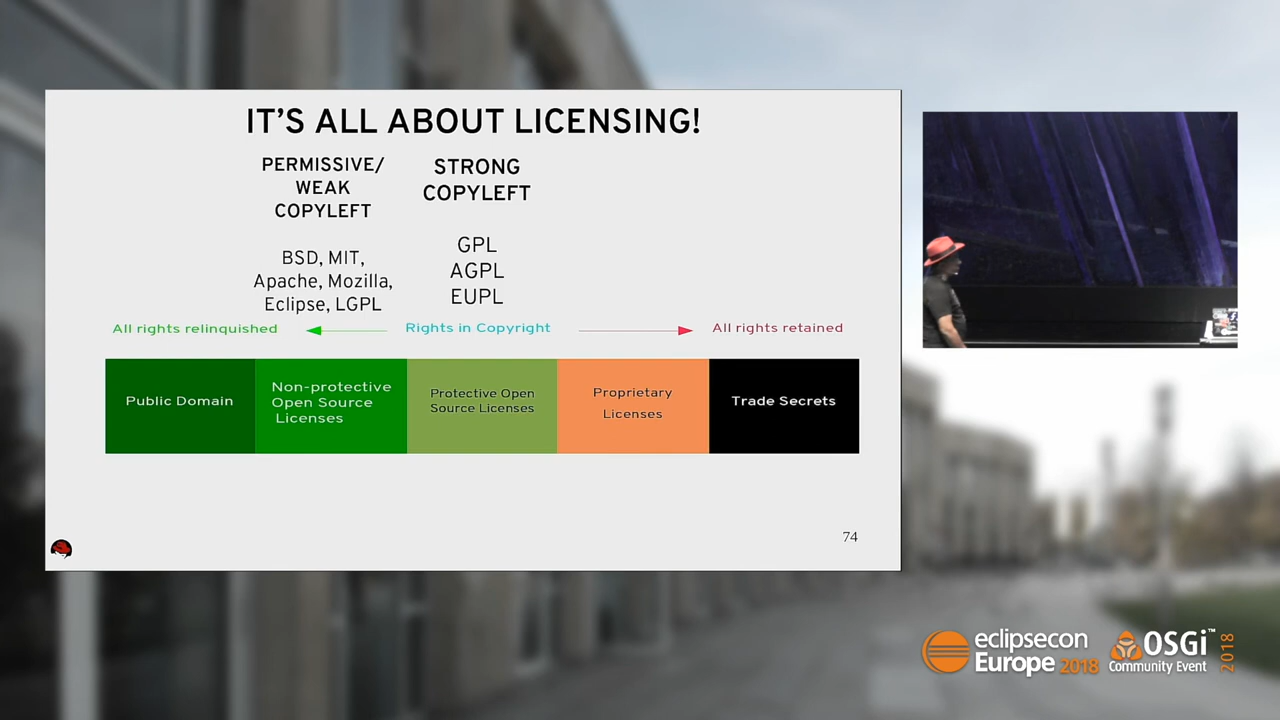 IT'S ALL ABOUT LICENSING!
PERMISSIVE/
WEAK
COPYLEFT
BSD, MIT,
Apache, Mozilla,
Eclipse, LGPL
STRONG
COPYLEFT
GPL
AGPL
EUPL
All rights relinquished
Rights in Copyright
All rights retained
Public Domain
Non-protective
Open Source
Licenses
Protective Open
Source Licenses
Proprietary
Licenses
Trade Secrets
74
eclipsecon
Europe 2018
OSGi™
Community Event
2018